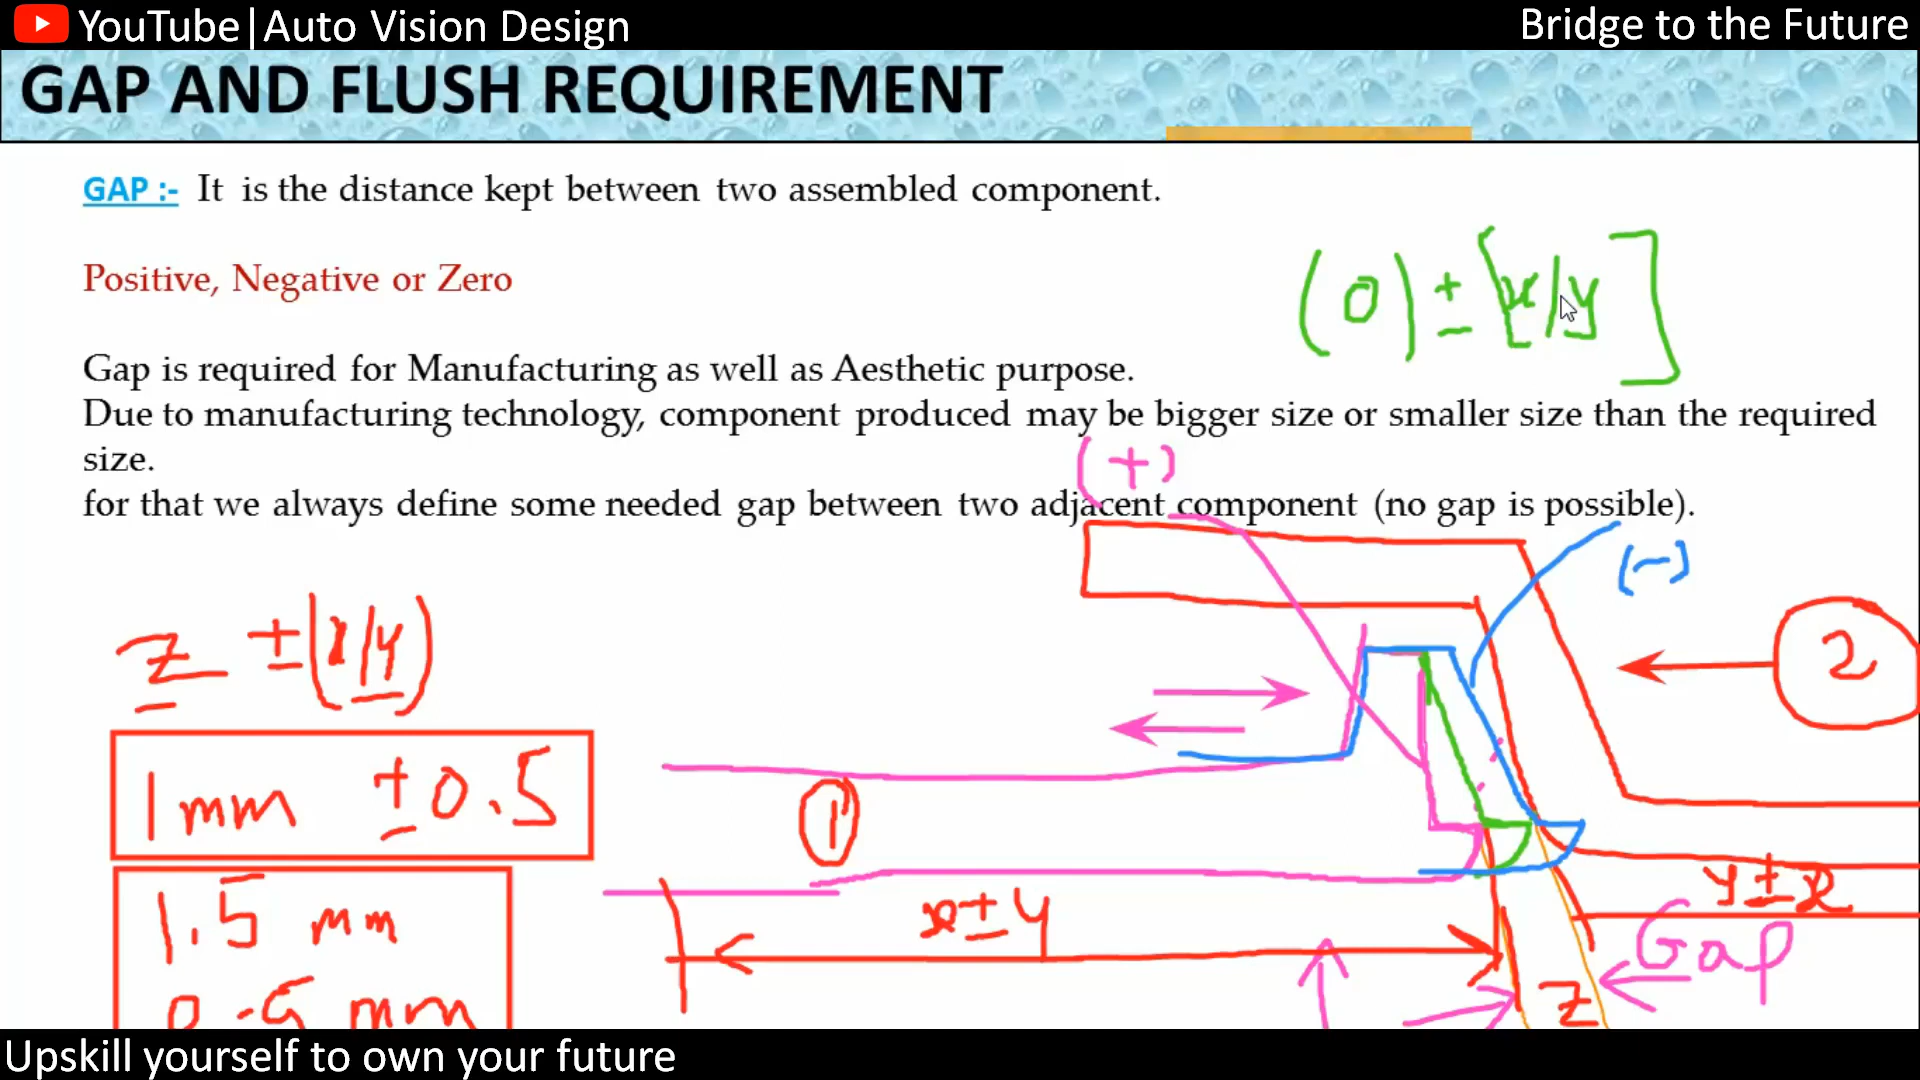 YouTube|Auto Vision Design
Bridge to the Future
GAP AND FLUSH REQUIREMENT
GAP :- It is the distance kept between two assembled component.
Positive, Negative or Zero
(0) ± [x/y]
Gap is required for Manufacturing as well as Aesthetic purpose.
Due to manufacturing technology, component produced may be bigger size or smaller size than the required
size.
(+)
for that we always define some needed gap between two adjacent component (no gap is possible).
(-)
z ±(x/y)
2
1mm ±0.5
1
1.5 mm
x±y
y±x
Gap
0.5 mm
z
Upskill yourself to own your future